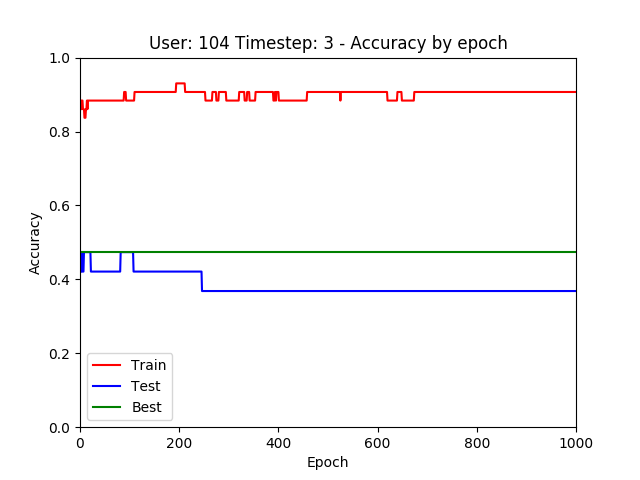 User: 104 Timestep: 3 - Accuracy by epoch
1.0
0.8
0.6
0.4
0.2
0.0
Accuracy
Train
Test
Best
0 200 400 600 800 1000
Epoch